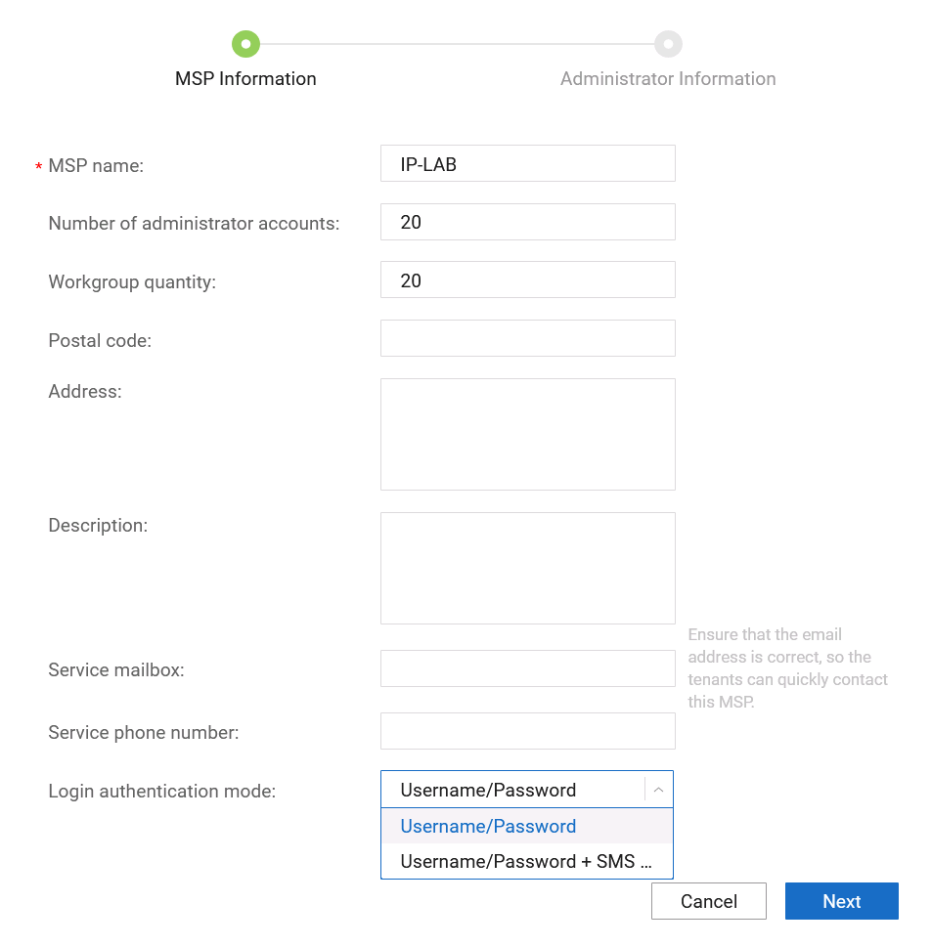 MSP Information
Administrator Information
* MSP name:
IP-LAB
Number of administrator accounts:
20
Workgroup quantity:
20
Postal code:
Address:
Description:
Ensure that the email
address is correct, so the
tenants can quickly contact
this MSP.
Service mailbox:
Service phone number:
Login authentication mode:
Username/Password
Username/Password
Username/Password + SMS ...
Cancel
Next